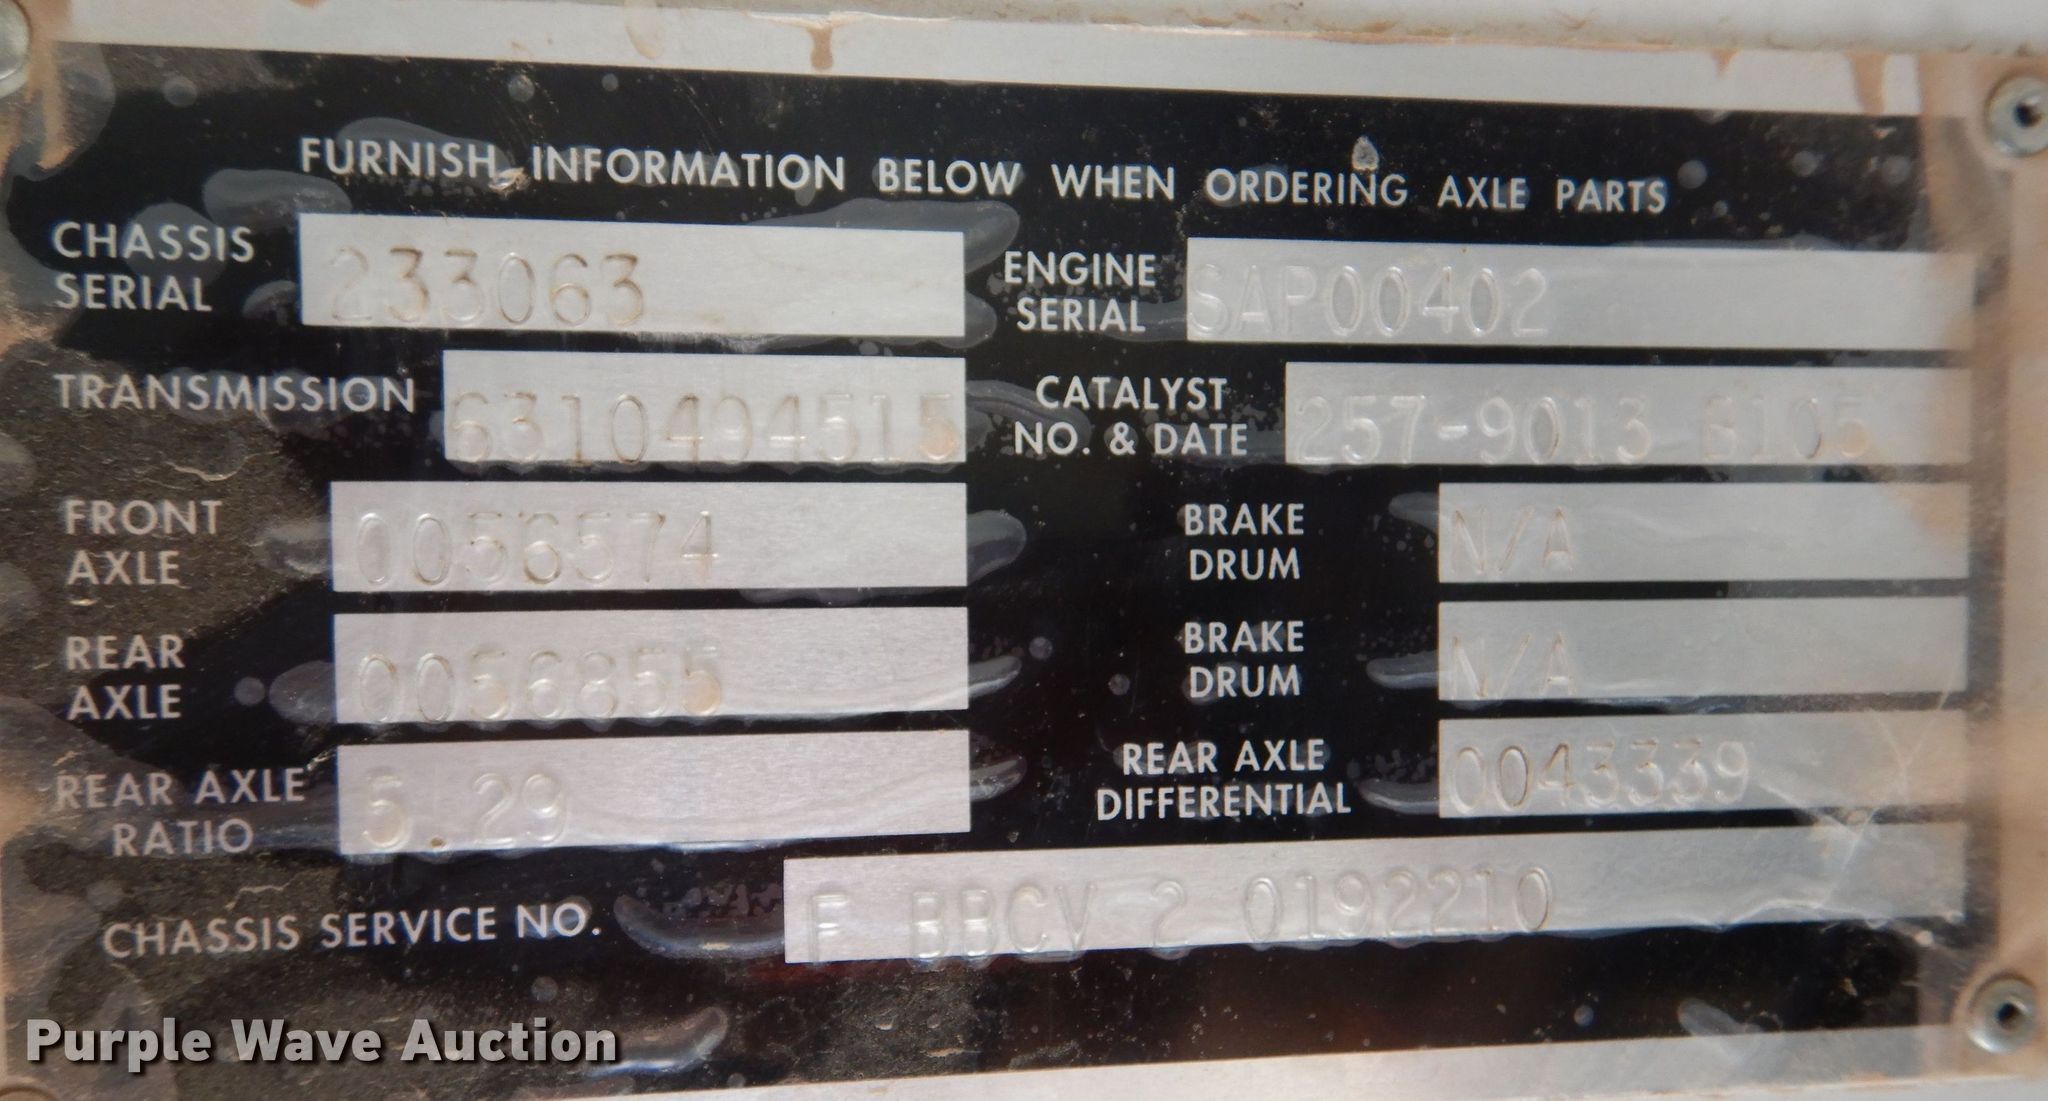 FURNISH INFORMATION BELOW WHEN ORDERING AXLE PARTS
CHASSIS SERIAL 233063
ENGINE SERIAL SAP00402
TRANSMISSION 6310494515
CATALYST NO. & DATE 257-9013 G105
FRONT AXLE 0056574
BRAKE DRUM N/A
REAR AXLE 0056855
BRAKE DRUM N/A
REAR AXLE RATIO 5.29
REAR AXLE DIFFERENTIAL 0043339
CHASSIS SERVICE NO. F BBCV 2 0192210
Purple Wave Auction